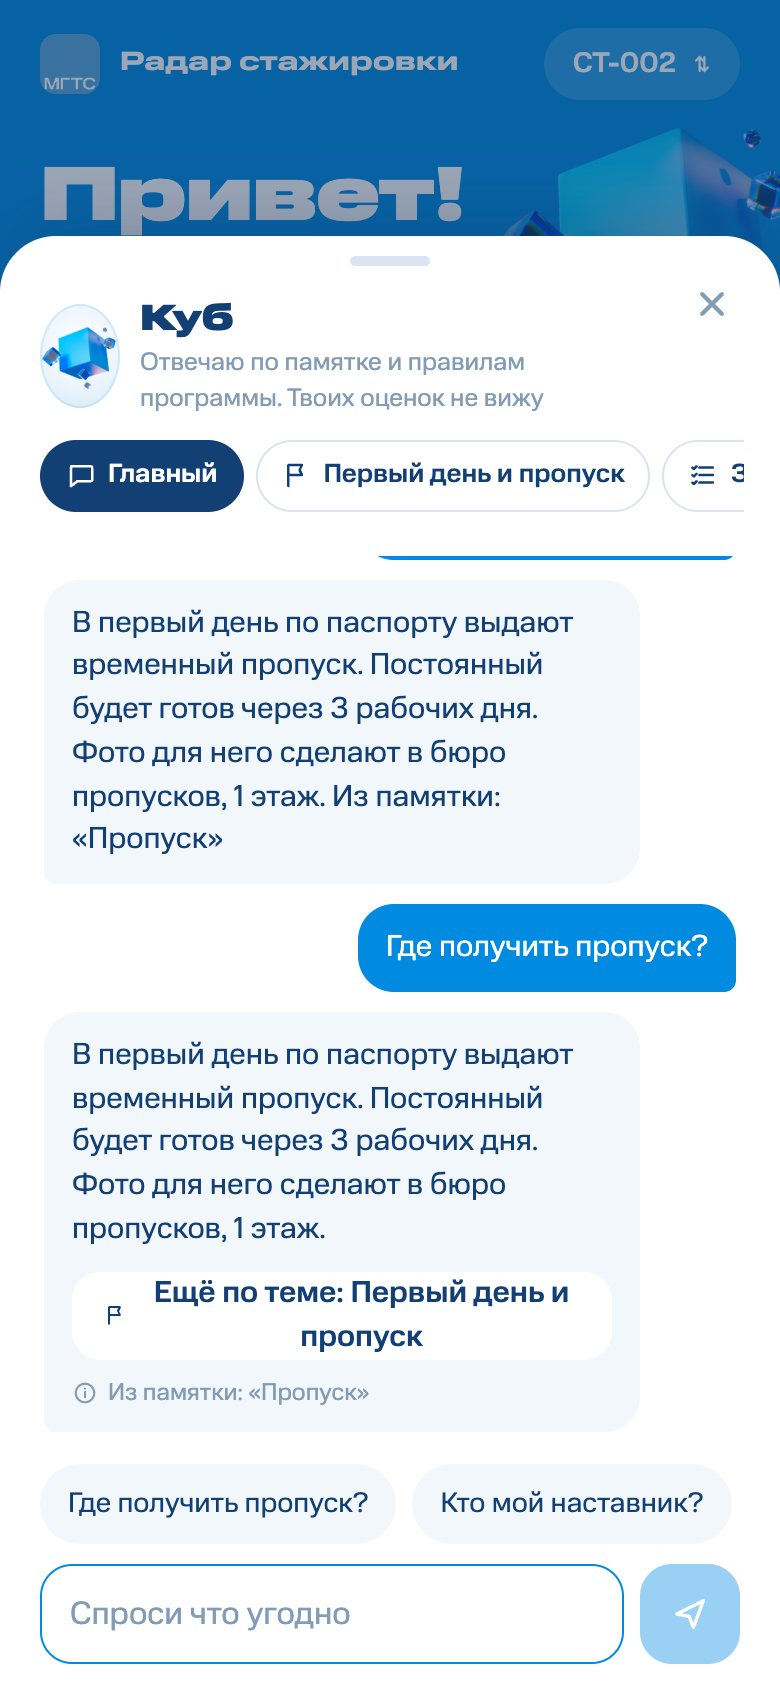 МГТС
Радар стажировки
СТ-002
Привет!
Куб
Отвечаю по памятке и правилам
программы. Твоих оценок не вижу
Главный
Первый день и пропуск
В первый день по паспорту выдают
временный пропуск. Постоянный
будет готов через 3 рабочих дня.
Фото для него сделают в бюро
пропусков, 1 этаж. Из памятки:
«Пропуск»
Где получить пропуск?
В первый день по паспорту выдают
временный пропуск. Постоянный
будет готов через 3 рабочих дня.
Фото для него сделают в бюро
пропусков, 1 этаж.
Ещё по теме: Первый день и
пропуск
Из памятки: «Пропуск»
Где получить пропуск?
Кто мой наставник?
Спроси что угодно